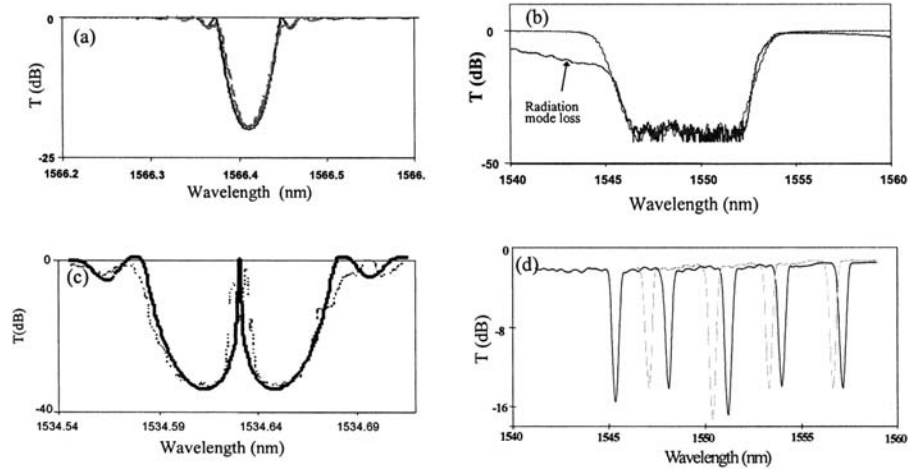 (a)
T (dB)
0
-25
1566.2
1566.3
1566.4
1566.5
1566.
Wavelength (nm)
(b)
T (dB)
0
-50
Radiation
mode loss
1540
1545
1550
1555
1560
Wavelength (nm)
(c)
T(dB)
0
-40
1534.54
1534.59
1534.64
1534.69
Wavelength (nm)
(d)
T (dB)
0
-8
-16
1540
1545
1550
1555
1560
Wavelength (nm)